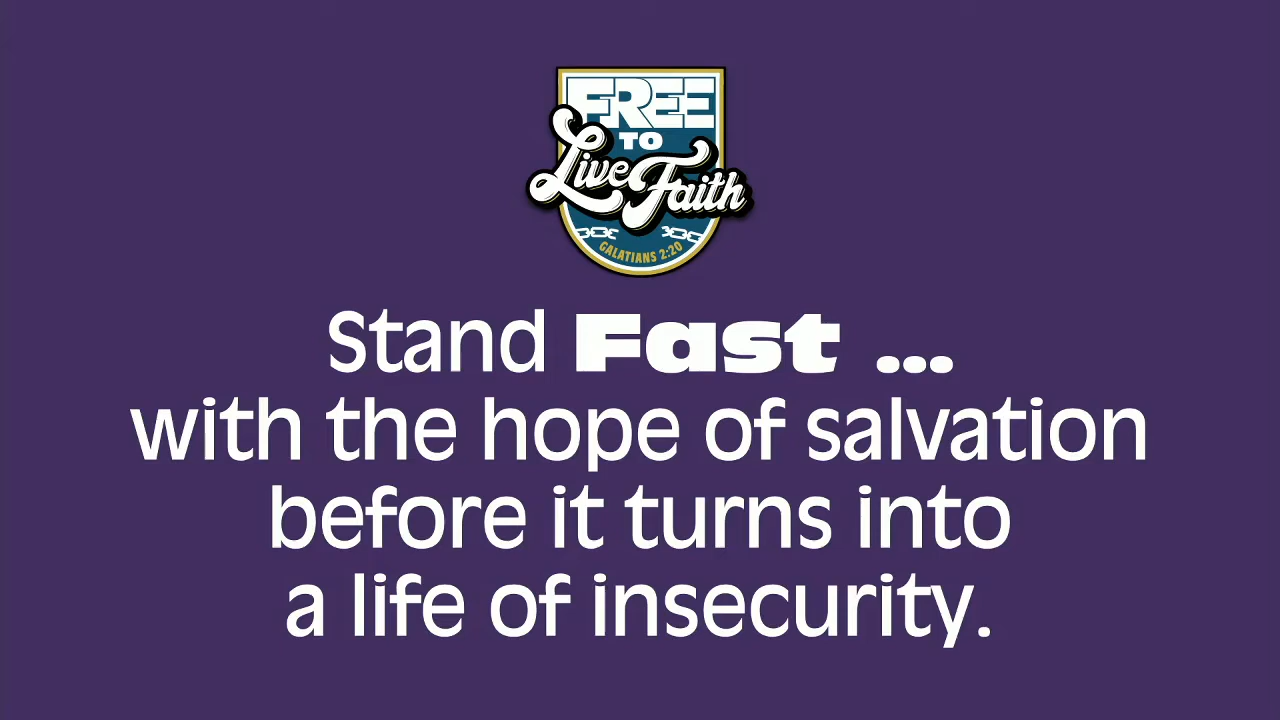 FREE
TO
Live Faith
GALATIANS 2:20
Stand Fast ...
with the hope of salvation
before it turns into
a life of insecurity.